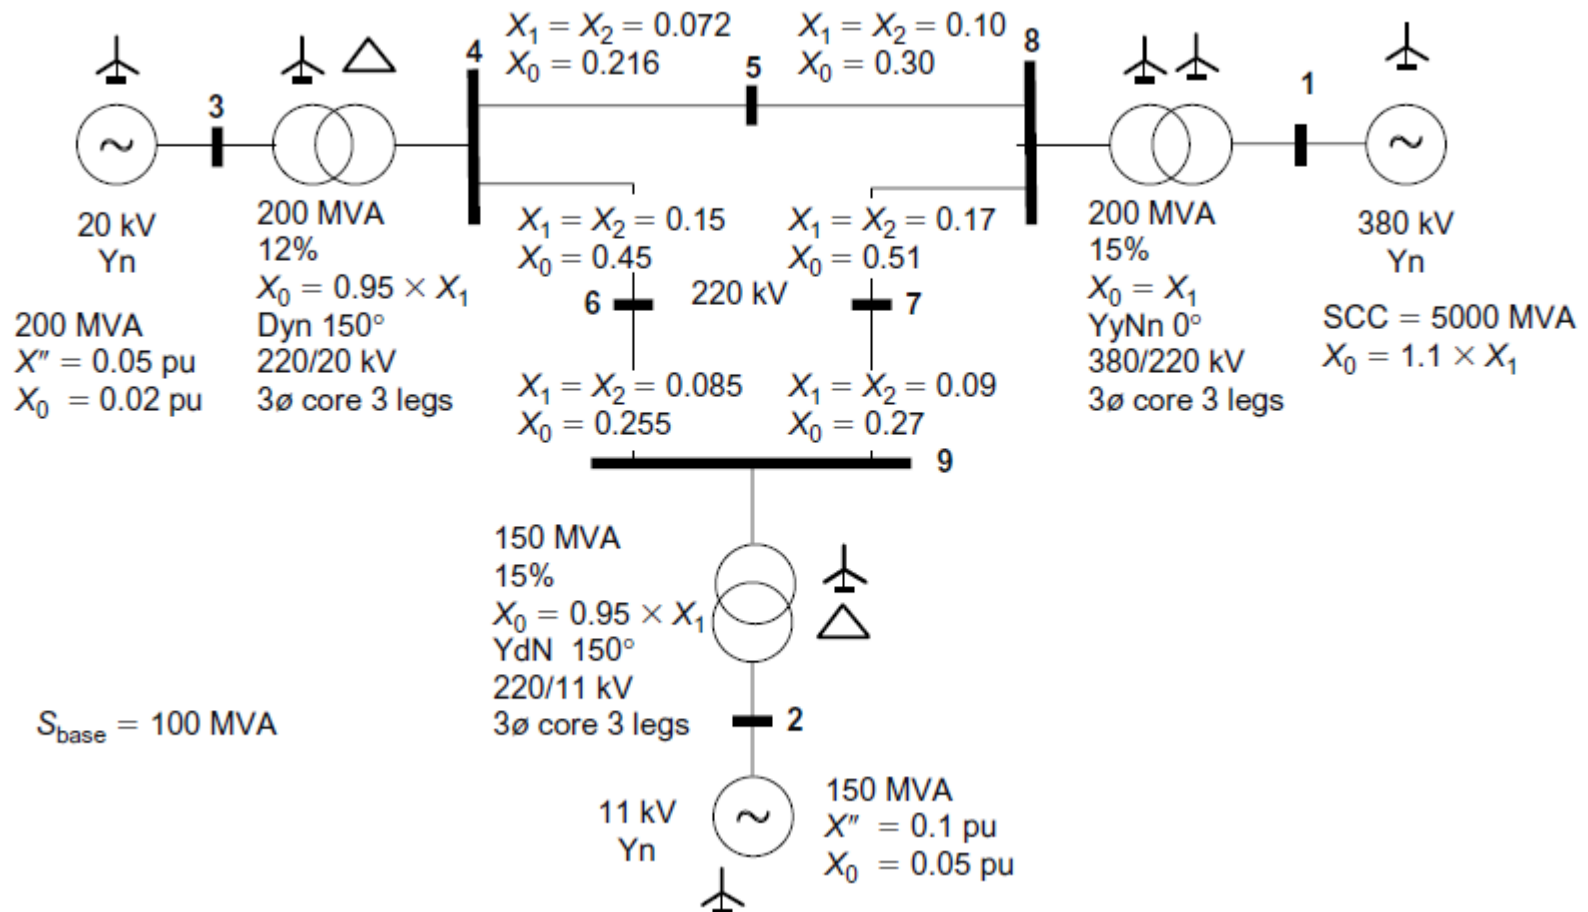 X1 = X2 = 0.072
X0 = 0.216
X1 = X2 = 0.10
X0 = 0.30
4
5
8
1
3
~
~
20 kV
Yn
200 MVA
X″ = 0.05 pu
X0 = 0.02 pu
200 MVA
12%
X0 = 0.95 × X1
Dyn 150°
220/20 kV
3ø core 3 legs
X1 = X2 = 0.15
X0 = 0.45
X1 = X2 = 0.17
X0 = 0.51
6
220 kV
7
200 MVA
15%
X0 = X1
YyNn 0°
380/220 kV
3ø core 3 legs
380 kV
Yn
SCC = 5000 MVA
X0 = 1.1 × X1
X1 = X2 = 0.085
X0 = 0.255
X1 = X2 = 0.09
X0 = 0.27
9
150 MVA
15%
X0 = 0.95 × X1
YdN 150°
220/11 kV
3ø core 3 legs
Sbase = 100 MVA
2
11 kV
Yn
~
150 MVA
X″ = 0.1 pu
X0 = 0.05 pu